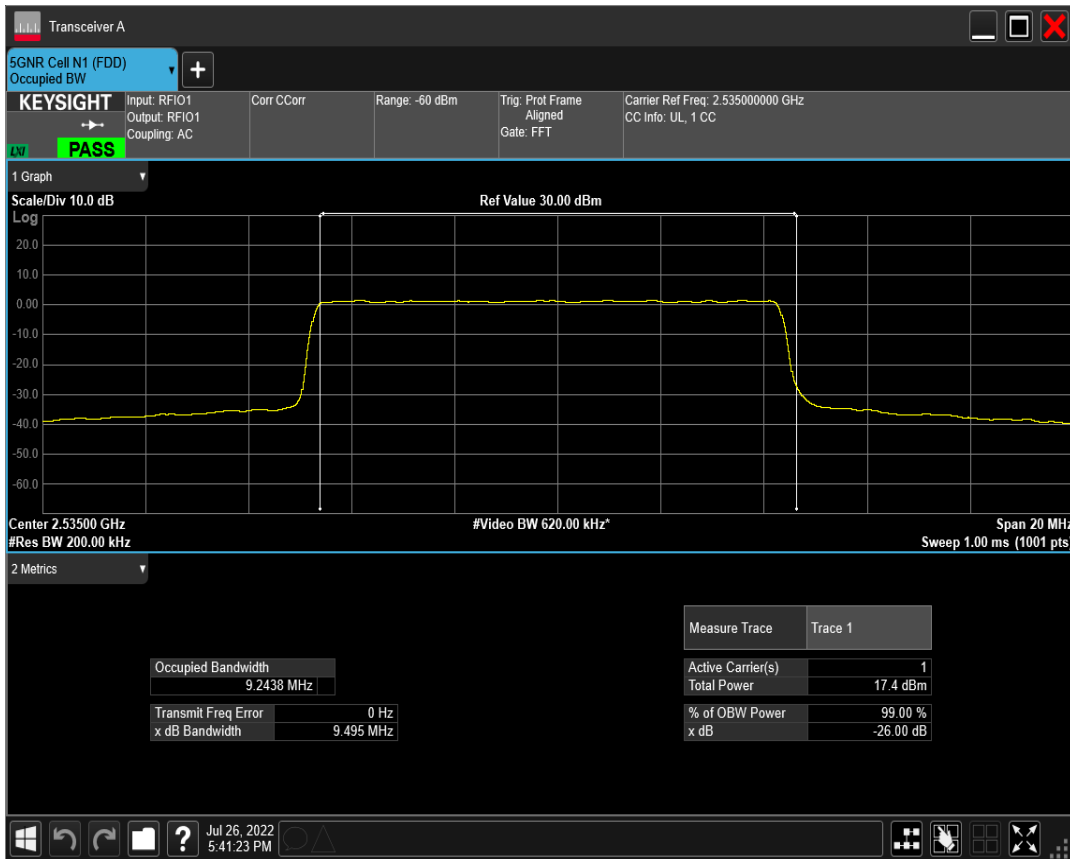 Transceiver A
5GNR Cell N1 (FDD)
Occupied BW
+
KEYSIGHT
LXI
PASS
Input: RFIO1
Output: RFIO1
Coupling: AC
Corr CCorr
Range: -60 dBm
Trig: Prot Frame
Aligned
Gate: FFT
Carrier Ref Freq: 2.535000000 GHz
CC Info: UL, 1 CC
1 Graph
Scale/Div 10.0 dB
Ref Value 30.00 dBm
Log
20.0
10.0
0.00
-10.0
-20.0
-30.0
-40.0
-50.0
-60.0
Center 2.53500 GHz
#Video BW 620.00 kHz*
Span 20 MHz
#Res BW 200.00 kHz
Sweep 1.00 ms (1001 pts)
2 Metrics
Measure Trace Trace 1
Occupied Bandwidth
9.2438 MHz
Transmit Freq Error 0 Hz
x dB Bandwidth 9.495 MHz
Active Carrier(s) 1
Total Power 17.4 dBm
% of OBW Power 99.00 %
x dB -26.00 dB
?
Jul 26, 2022
5:41:23 PM